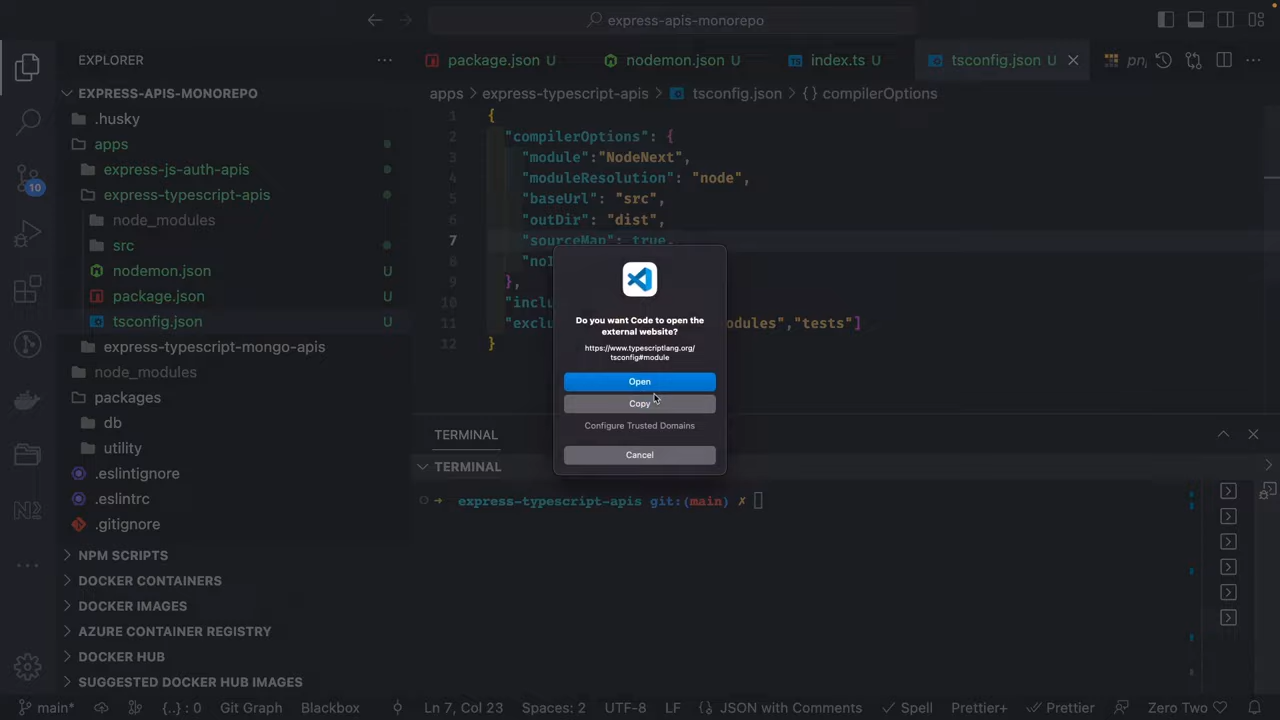 express-apis-monorepo
EXPLORER
package.json U
nodemon.json U
index.ts U
tsconfig.json U
EXPRESS-APIS-MONOREPO
.husky
apps
express-js-auth-apis
express-typescript-apis
node_modules
src
nodemon.json U
package.json U
tsconfig.json U
express-typescript-mongo-apis
node_modules
packages
db
utility
.eslintignore
.eslintrc
.gitignore
NPM SCRIPTS
DOCKER CONTAINERS
DOCKER IMAGES
AZURE CONTAINER REGISTRY
DOCKER HUB
SUGGESTED DOCKER HUB IMAGES
10
apps > express-typescript-apis > tsconfig.json > {} compilerOptions
1 {
2 "compilerOptions": {
3 "module":"NodeNext",
4 "moduleResolution": "node",
5 "baseUrl": "src",
6 "outDir": "dist",
7 "sourceMap": true,
8
9 },
10
11 "tests"]
12 }
Do you want Code to open the
external website?
https://www.typescriptlang.org/
tsconfig#module
Open
Copy
Configure Trusted Domains
Cancel
TERMINAL
TERMINAL
express-typescript-apis git:(main) ✗
main*
{..} : 0
Git Graph
Blackbox
Ln 7, Col 23
Spaces: 2
UTF-8
LF
JSON with Comments
Spell
Prettier+
Prettier
Zero Two